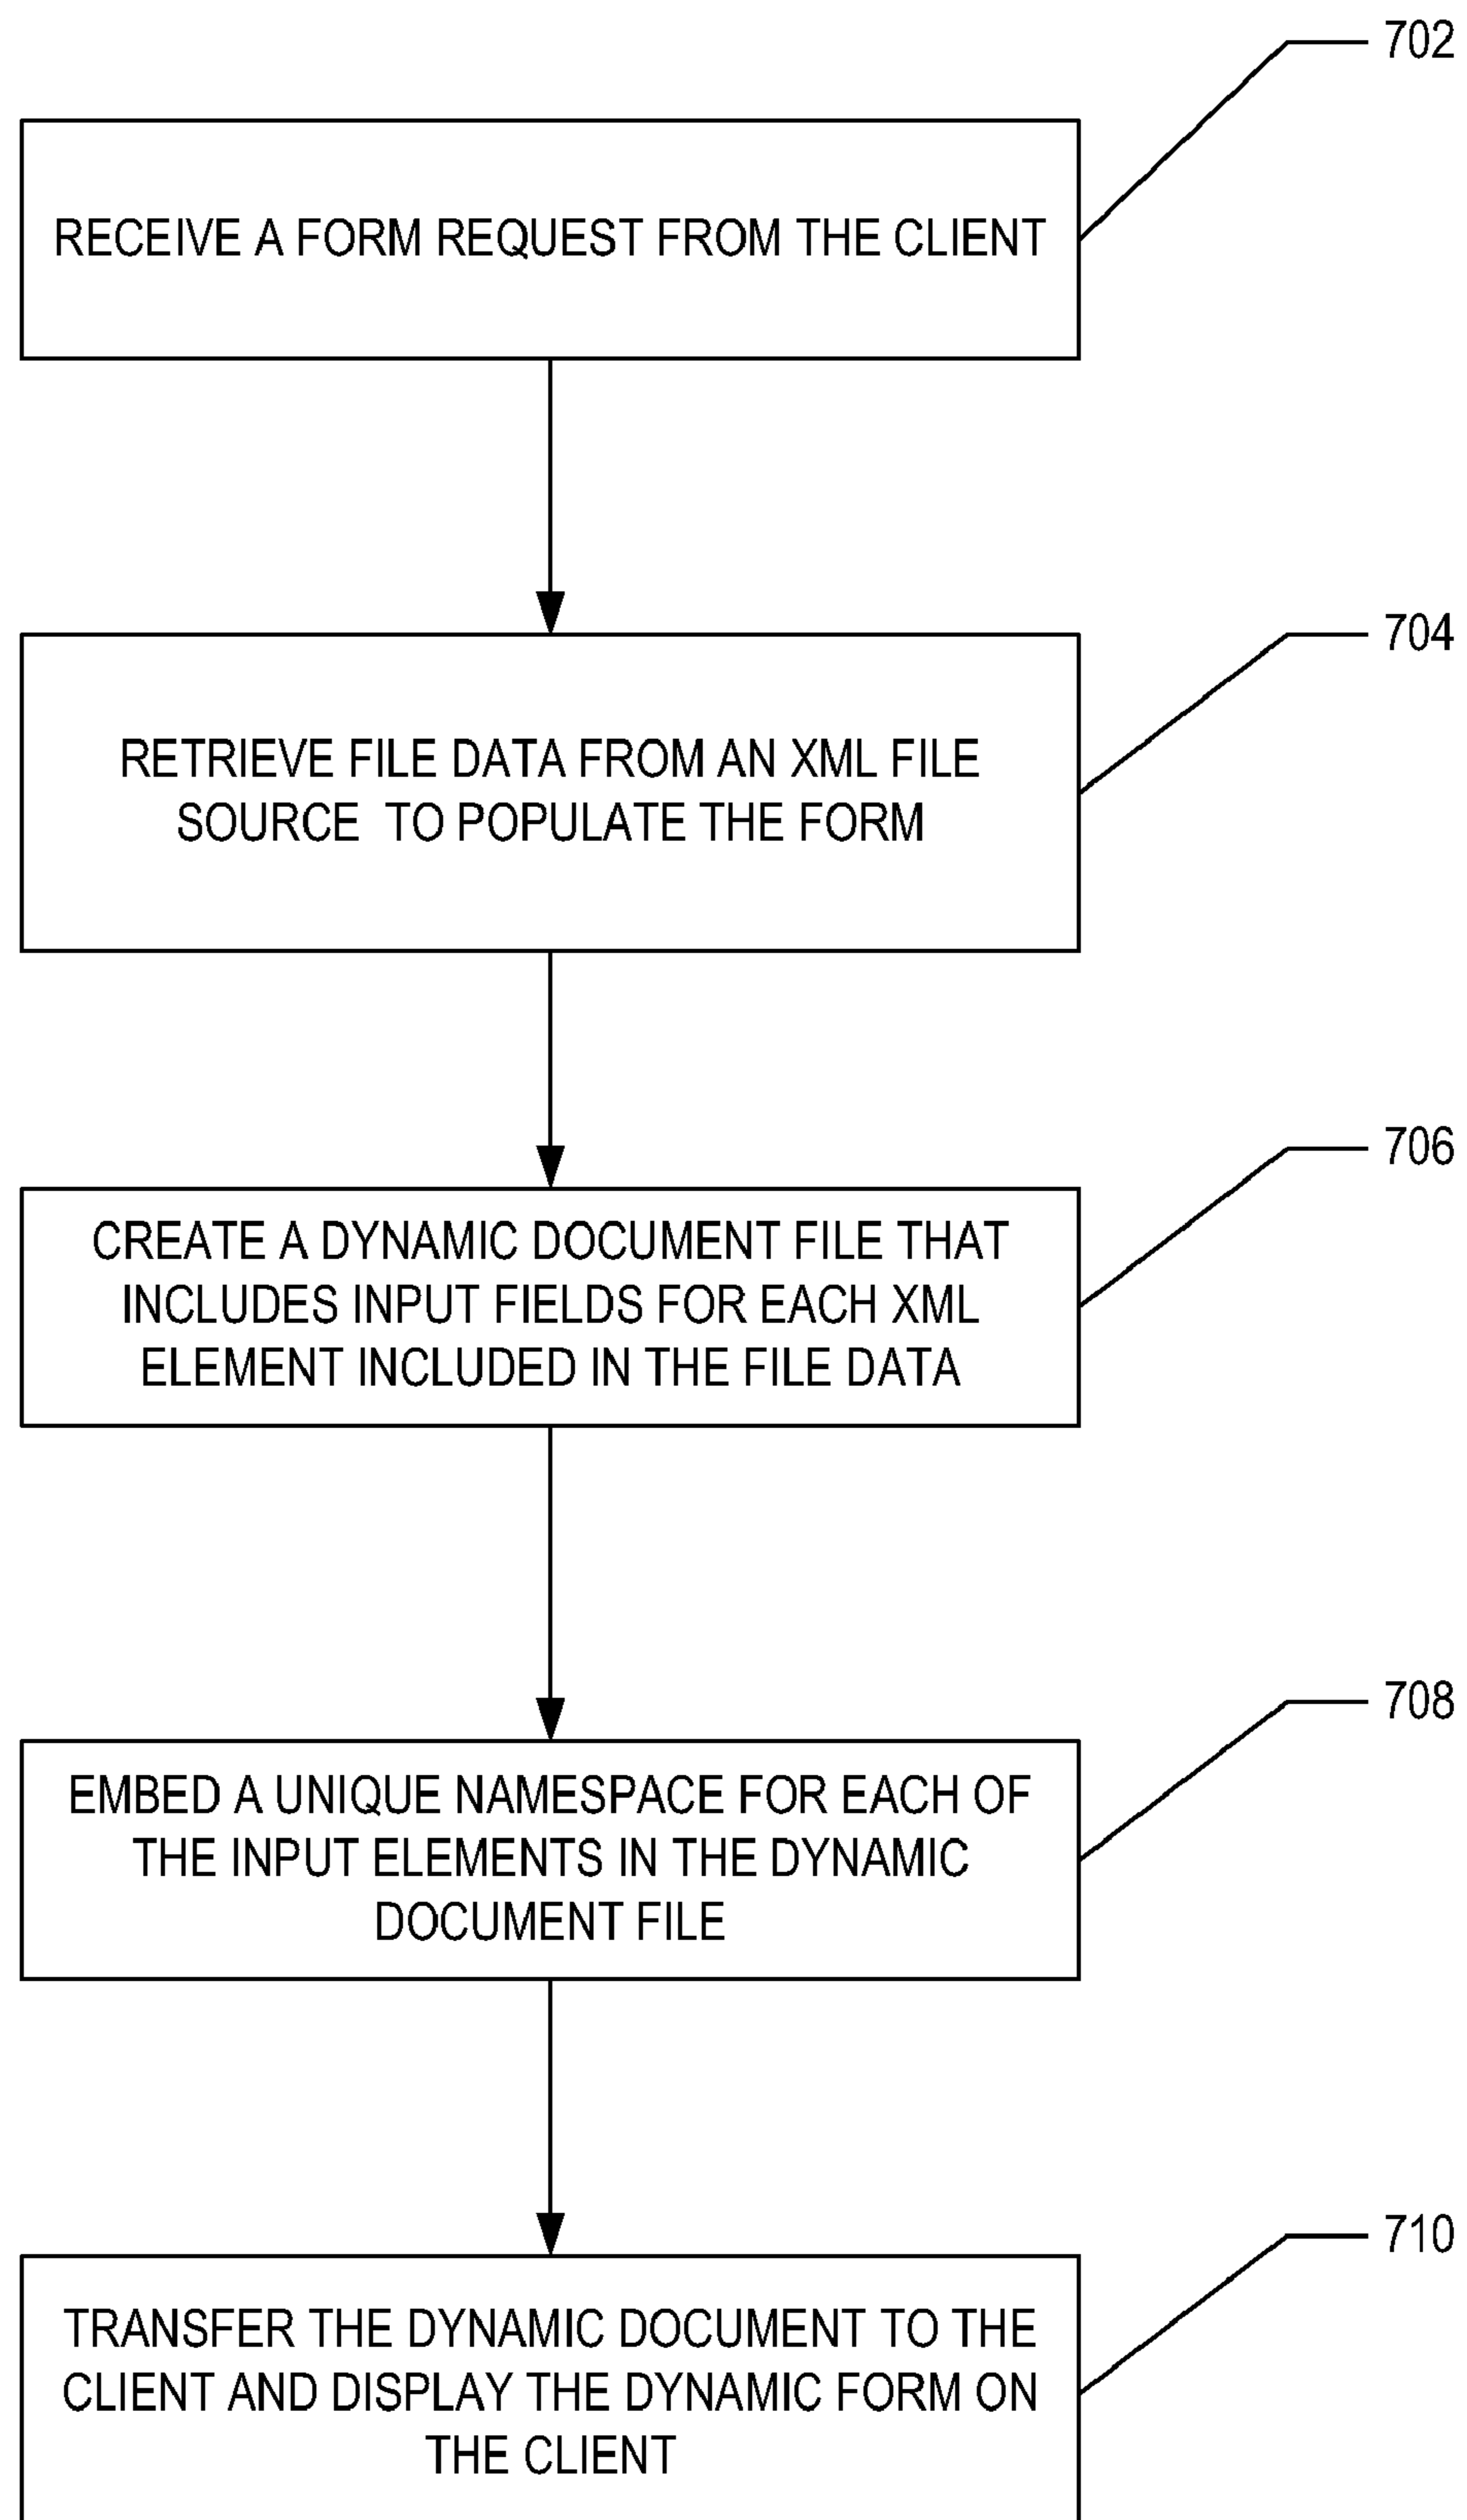 702
RECEIVE A FORM REQUEST FROM THE CLIENT
704
RETRIEVE FILE DATA FROM AN XML FILE
SOURCE TO POPULATE THE FORM
706
CREATE A DYNAMIC DOCUMENT FILE THAT
INCLUDES INPUT FIELDS FOR EACH XML
ELEMENT INCLUDED IN THE FILE DATA
708
EMBED A UNIQUE NAMESPACE FOR EACH OF
THE INPUT ELEMENTS IN THE DYNAMIC
DOCUMENT FILE
710
TRANSFER THE DYNAMIC DOCUMENT TO THE
CLIENT AND DISPLAY THE DYNAMIC FORM ON
THE CLIENT